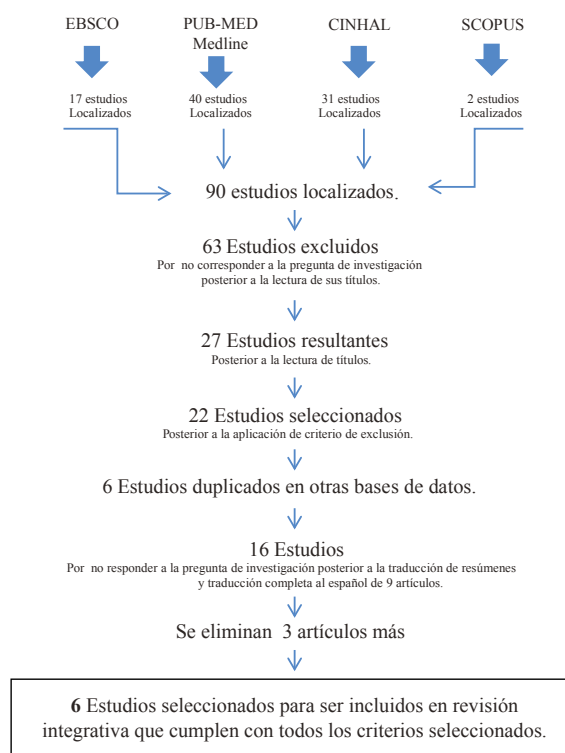 EBSCO
PUB-MED
Medline
CINHAL
SCOPUS
17 estudios
Localizados
40 estudios
Localizados
31 estudios
Localizados
2 estudios
Localizados
90 estudios localizados.
63 Estudios excluidos
Por no corresponder a la pregunta de investigación
posterior a la lectura de sus títulos.
27 Estudios resultantes
Posterior a la lectura de títulos.
22 Estudios seleccionados
Posterior a la aplicación de criterio de exclusión.
6 Estudios duplicados en otras bases de datos.
16 Estudios
Por no responder a la pregunta de investigación posterior a la traducción de resúmenes
y traducción completa al español de 9 artículos.
Se eliminan 3 artículos más
6 Estudios seleccionados para ser incluidos en revisión
integrativa que cumplen con todos los criterios seleccionados.